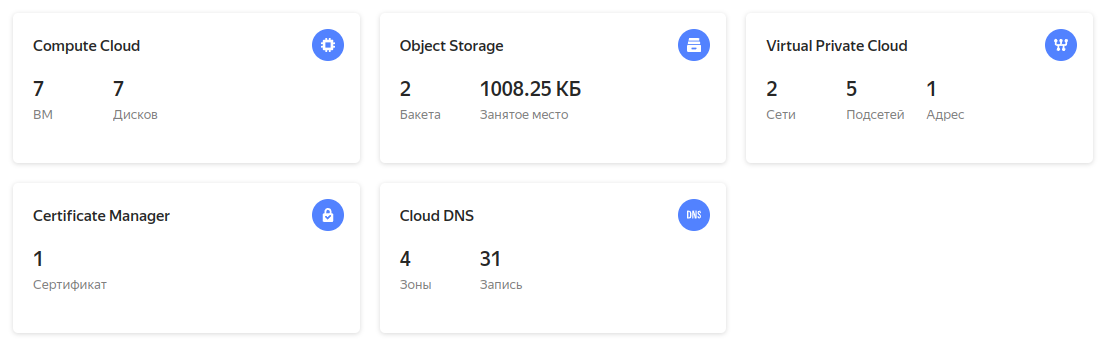 Compute Cloud
7 7
ВМ Дисков
Object Storage
2 1008.25 КБ
Бакета Занятое место
Virtual Private Cloud
2 5 1
Сети Подсетей Адрес
Certificate Manager
1
Сертификат
Cloud DNS
DNS
4 31
Зоны Запись